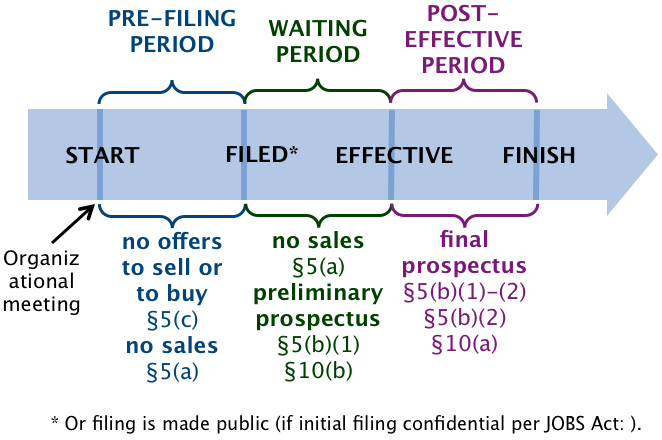 PRE-FILING
PERIOD
WAITING
PERIOD
POST-
EFFECTIVE
PERIOD
START
FILED*
EFFECTIVE
FINISH
Organiz
ational
meeting
no offers
to sell or
to buy
§5(c)
no sales
§5(a)
no sales
§5(a)
preliminary
prospectus
§5(b)(1)
§10(b)
final
prospectus
§5(b)(1)-(2)
§5(b)(2)
§10(a)
* Or filing is made public (if initial filing confidential per JOBS Act: ).